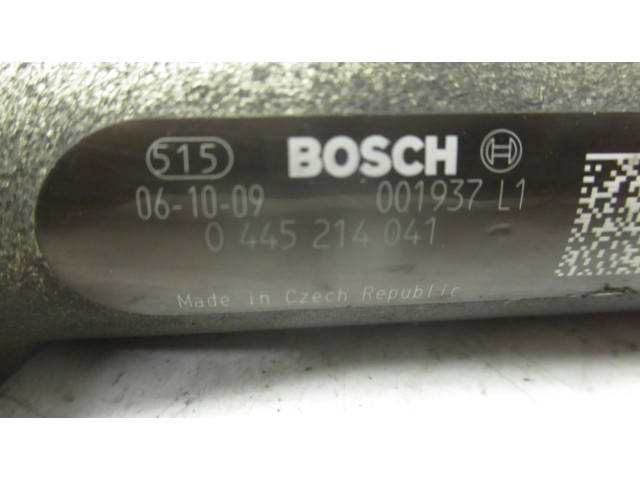 515 BOSCH
06-10-09 001937 L1
0 445 214 041
Made in Czech Republic